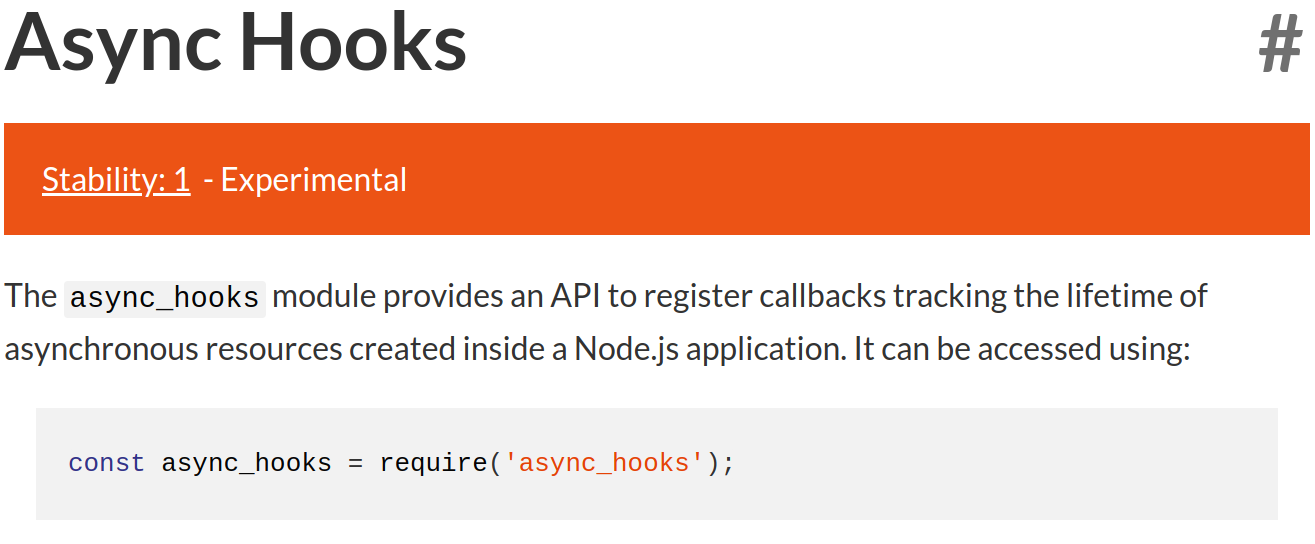 Async Hooks #
Stability: 1 - Experimental
The async_hooks module provides an API to register callbacks tracking the lifetime of
asynchronous resources created inside a Node.js application. It can be accessed using:
const async_hooks = require('async_hooks');